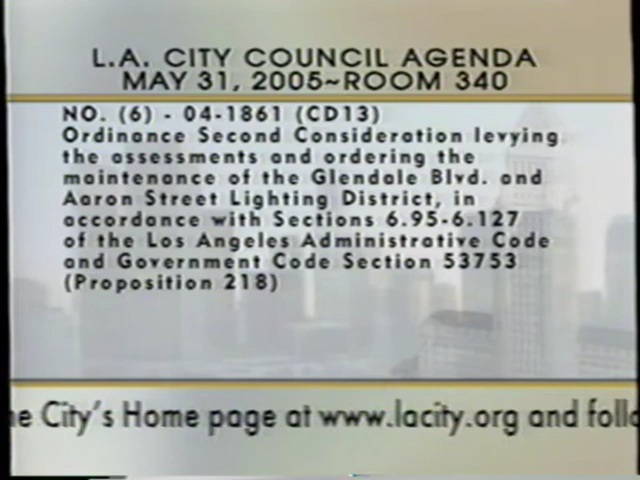 L.A. CITY COUNCIL AGENDA
MAY 31, 2005~ROOM 340
NO. (6) - 04-1861 (CD13)
Ordinance Second Consideration levying
the assessments and ordering the
maintenance of the Glendale Blvd. and
Aaron Street Lighting District, in
accordance with Sections 6.95-6.127
of the Los Angeles Administrative Code
and Government Code Section 53753
(Proposition 218)
e City's Home page at www.lacity.org and follo